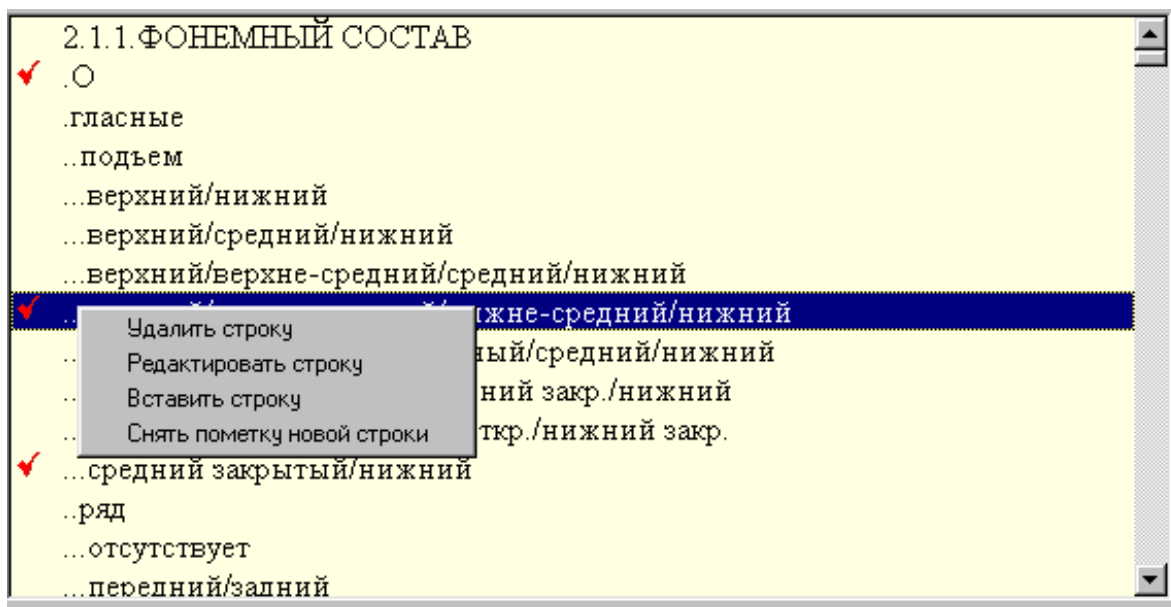 2.1.1.ФОНЕМНЫЙ СОСТАВ
.О
.гласные
..подъем
...верхний/нижний
...верхний/средний/нижний
...верхний/верхне-средний/средний/нижний
/нижне-средний/нижний
Удалить строку
Редактировать строку
Вставить строку
Снять пометку новой строки
/средний/нижний
закр./нижний
/нижний закр.
...средний закрытый/нижний
..ряд
...отсутствует
...передний/задний